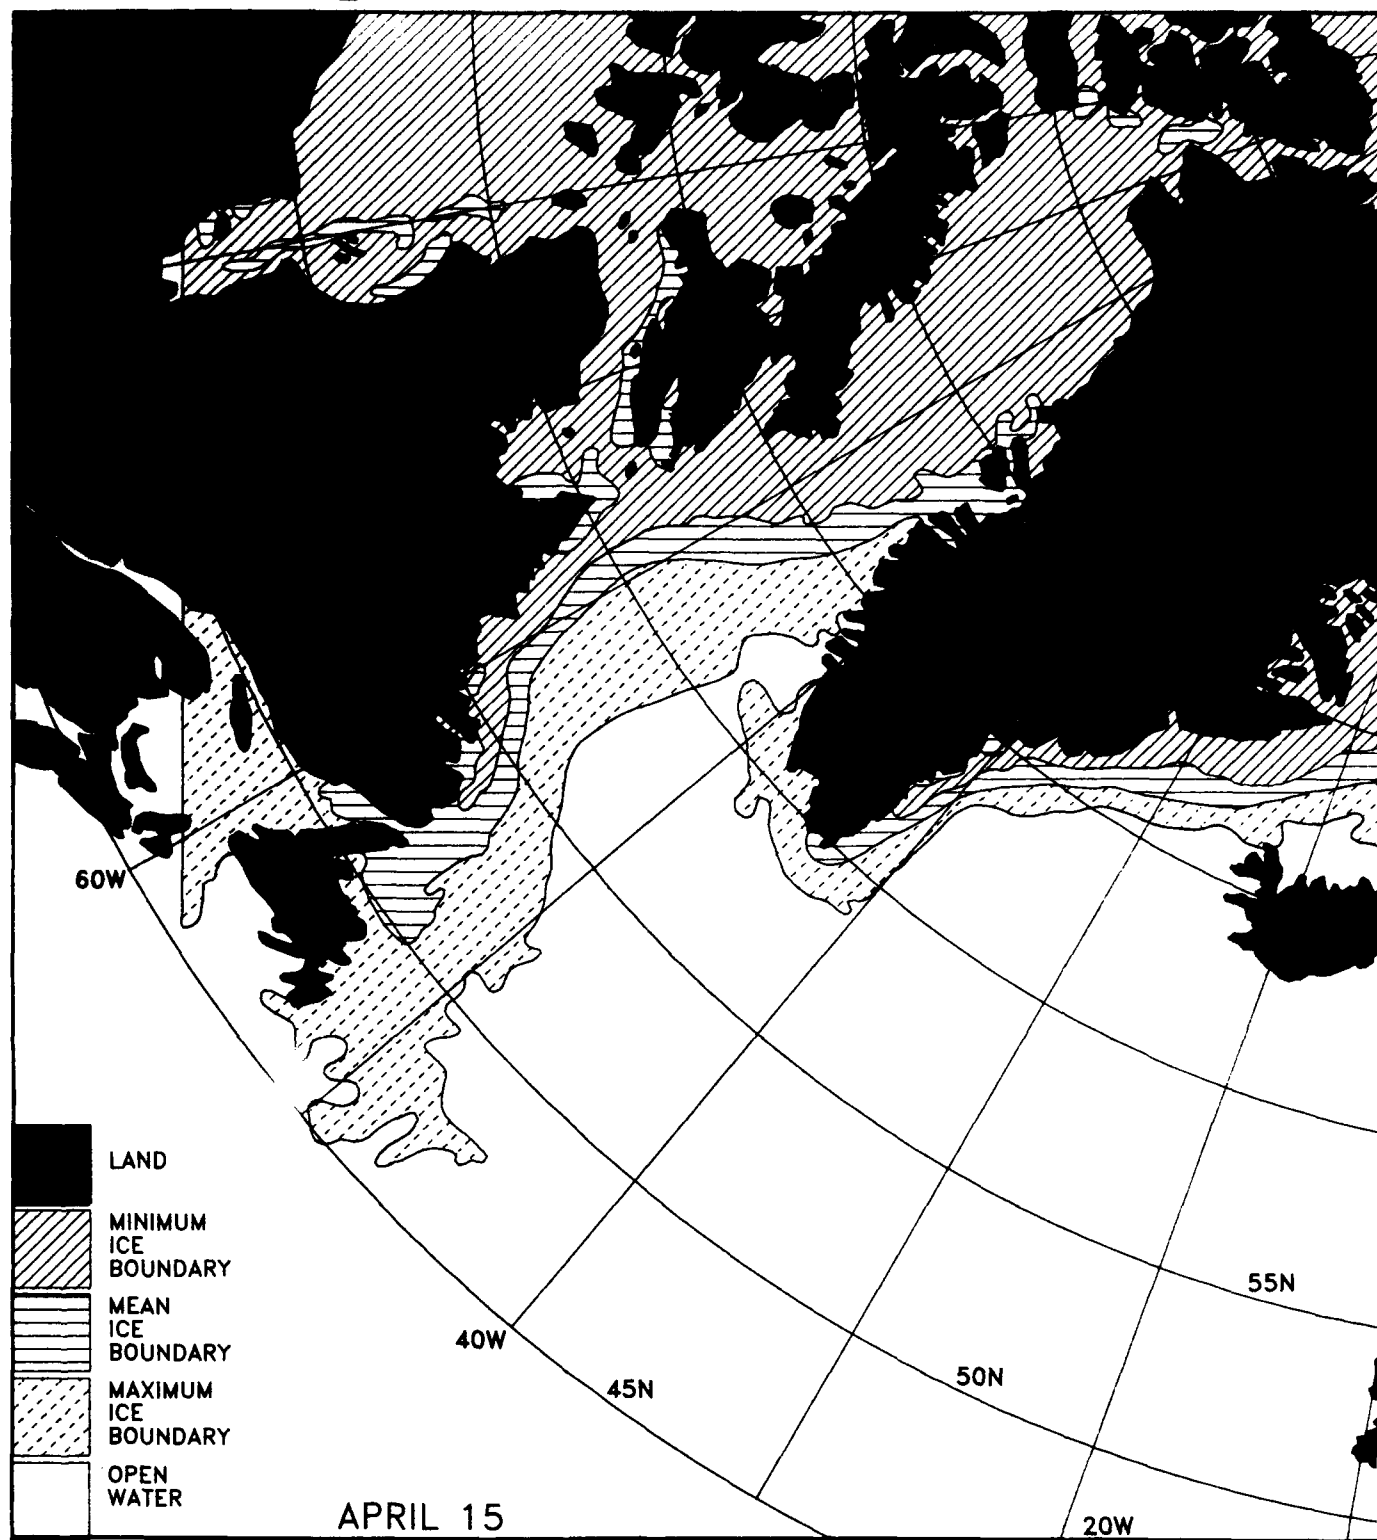 60W
LAND
MINIMUM
ICE
BOUNDARY
MEAN
ICE
BOUNDARY
MAXIMUM
ICE
BOUNDARY
OPEN
WATER
40W
45N
50N
55N
20W
APRIL 15